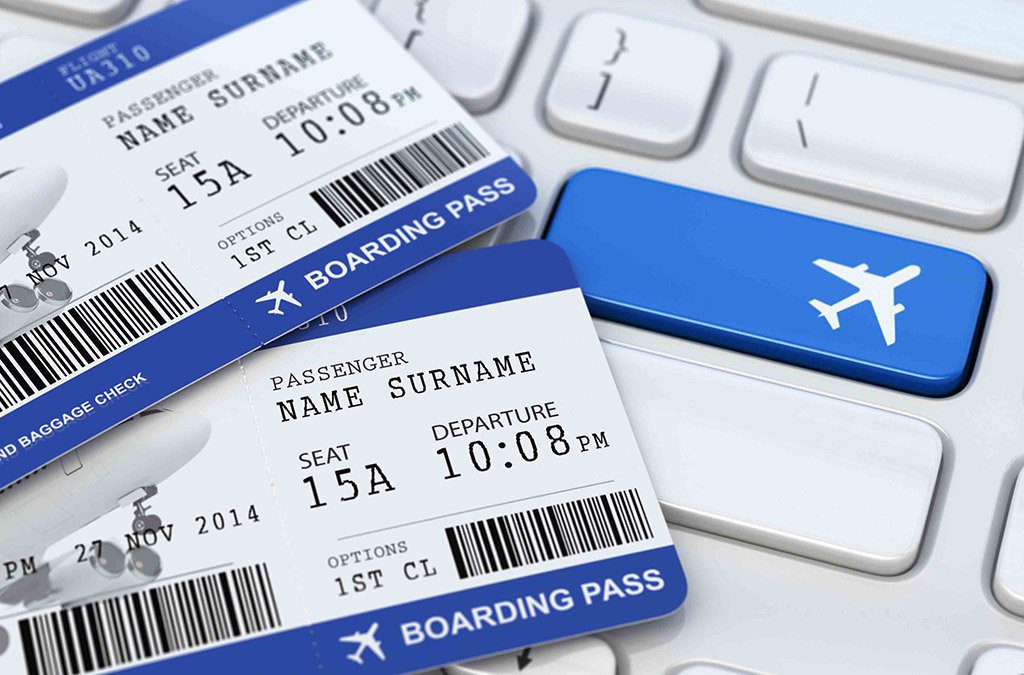 FLIGHT
UA310
PASSENGER
NAME SURNAME
SEAT
15A
DEPARTURE
10:08 PM
OPTIONS
1ST CL
7 NOV 2014
BOARDING PASS
BAGGAGE CHECK
PASSENGER
NAME SURNAME
SEAT
15A
DEPARTURE
10:08 PM
OPTIONS
1ST CL
PM 27 NOV 2014
BOARDING PASS
}
]
|
\